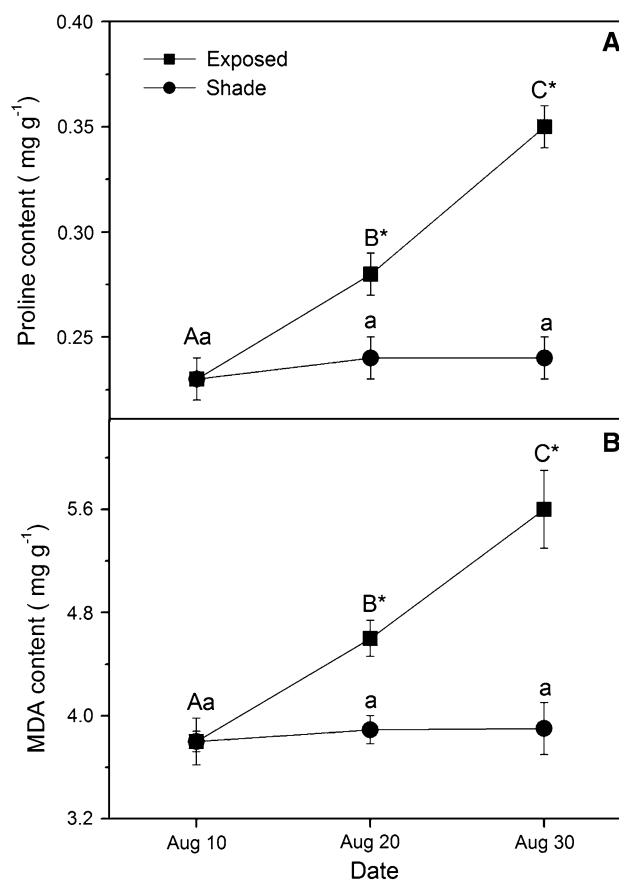 0.40
A
Exposed
Shade
C*
0.35
B*
0.30
Aa
a
a
0.25
Proline content ( mg g-1)
B
C*
5.6
B*
4.8
Aa
a
a
4.0
3.2
MDA content ( mg g-1)
Aug 10 Aug 20 Aug 30
Date